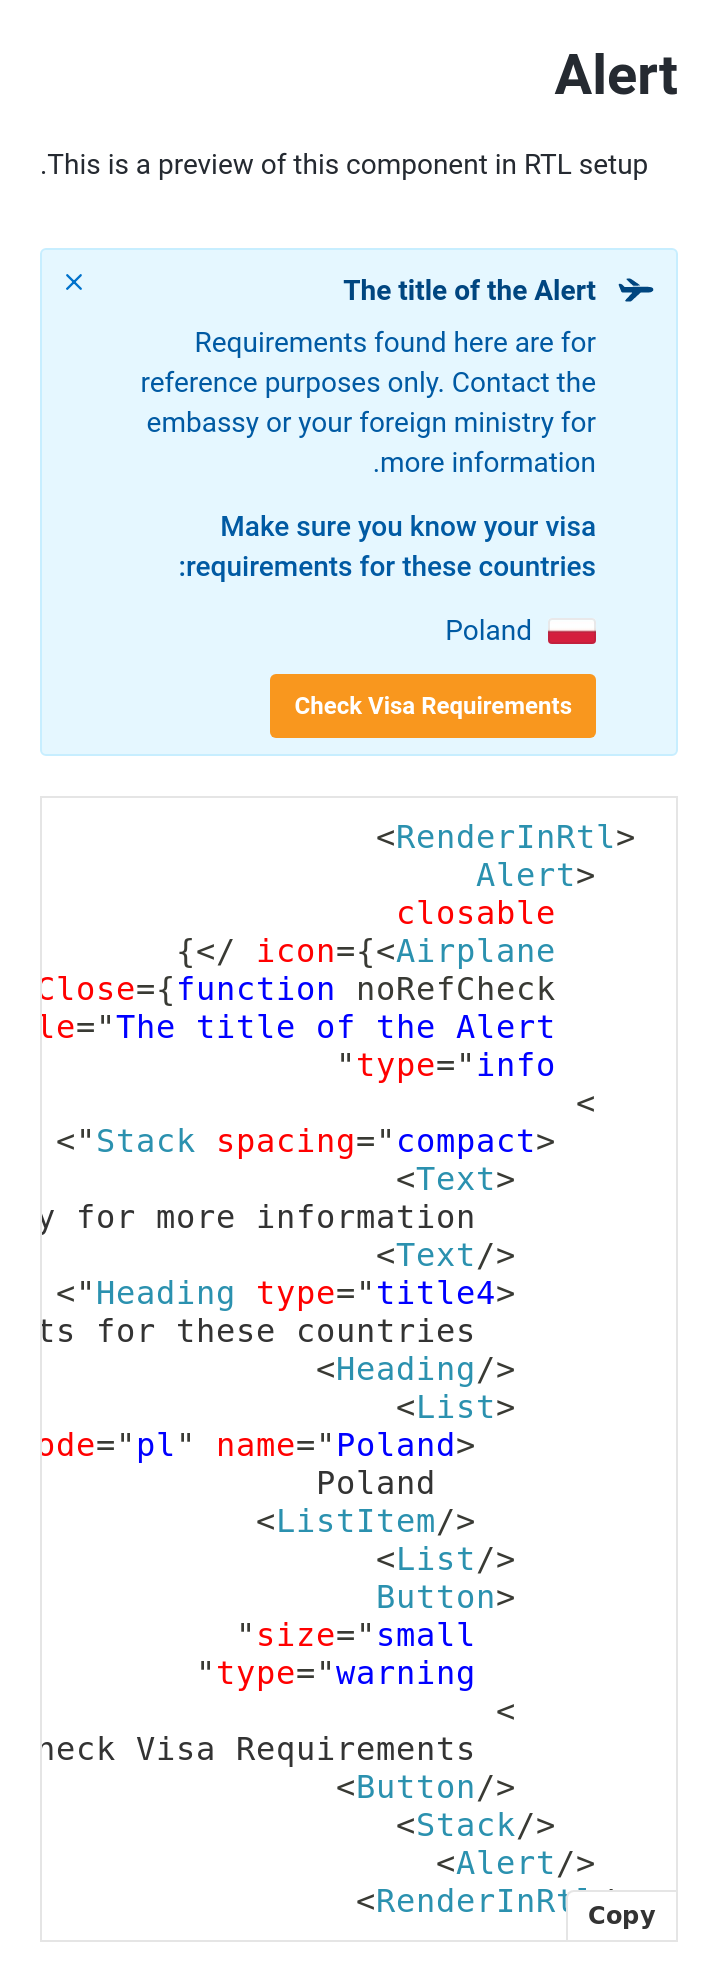 Alert
.This is a preview of this component in RTL setup
The title of the Alert
Requirements found here are for
reference purposes only. Contact the
embassy or your foreign ministry for
.more information
Make sure you know your visa
:requirements for these countries
Poland
Check Visa Requirements
<RenderInRtl>
Alert>
closable
{</ icon={<Airplane
Close={function noRefCheck
le="The title of the Alert
"type="info
<
<"Stack spacing="compact>
<Text>
y for more information
<Text/>
<"Heading type="title4>
ts for these countries
<Heading/>
<List>
ode="pl" name="Poland>
Poland
<ListItem/>
<List/>
Button>
"size="small
"type="warning
<
heck Visa Requirements
<Button/>
<Stack/>
<Alert/>
<RenderInRtl
Copy